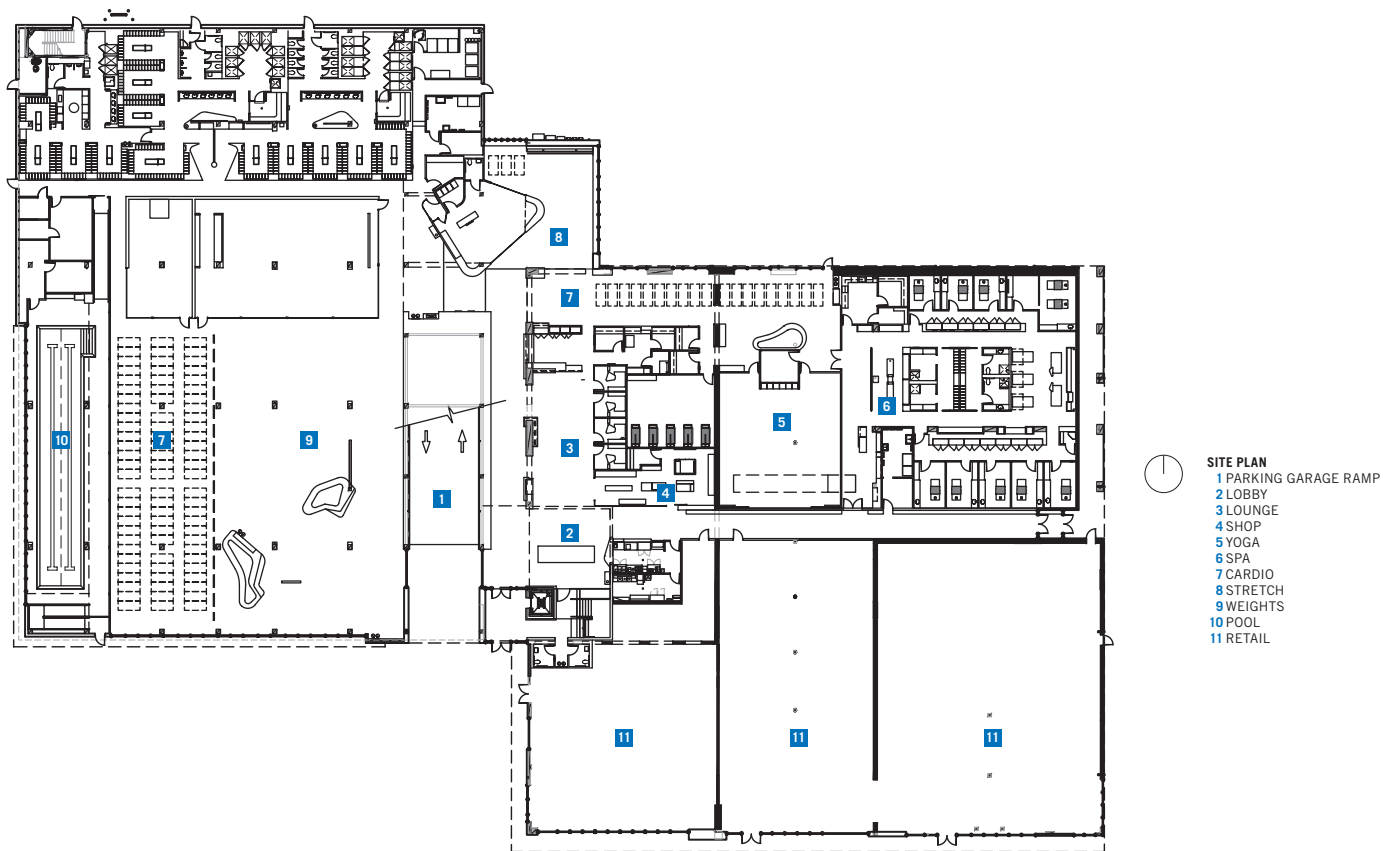 8
7
10
7
9
3
5
6
4
1
2
11
11
11
SITE PLAN
1 PARKING GARAGE RAMP
2 LOBBY
3 LOUNGE
4 SHOP
5 YOGA
6 SPA
7 CARDIO
8 STRETCH
9 WEIGHTS
10 POOL
11 RETAIL